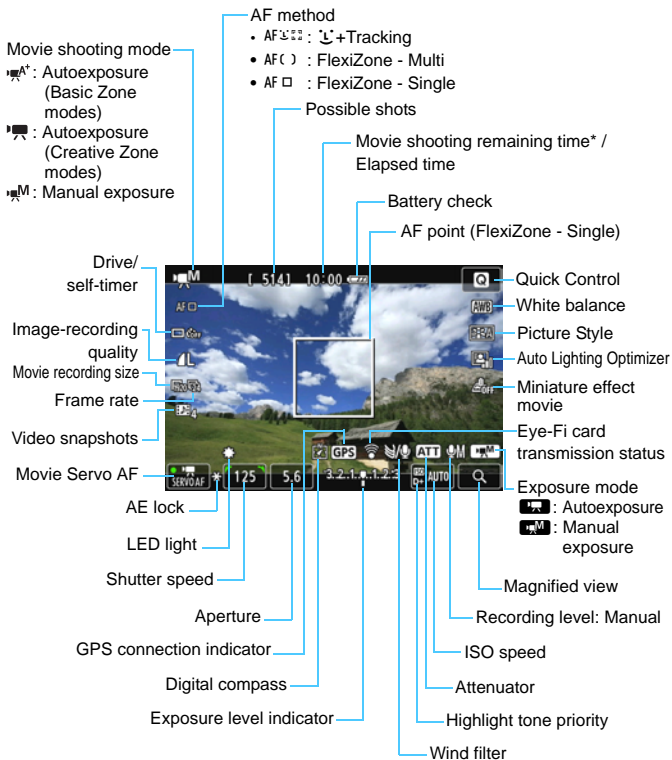 AF method
• AF : +Tracking
• AF( ) : FlexiZone - Multi
• AF □ : FlexiZone - Single
Movie shooting mode
A+ : Autoexposure
(Basic Zone
modes)
: Autoexposure
(Creative Zone
modes)
M : Manual exposure
Possible shots
Movie shooting remaining time* /
Elapsed time
Battery check
AF point (FlexiZone - Single)
Drive/
self-timer
Image-recording
quality
Movie recording size
Frame rate
Video snapshots
Movie Servo AF
M [ 514] 10:00 Q
AF □ AWB
OFF
L
OFF
4
GPS ATT M M
SERVO AF * 125 5.6 3..2..1..▪..1..2..3 ISO D+ AUTO
Quick Control
White balance
Picture Style
Auto Lighting Optimizer
Miniature effect
movie
Eye-Fi card
transmission status
Exposure mode
: Autoexposure
M : Manual
exposure
AE lock
LED light
Shutter speed
Aperture
GPS connection indicator
Digital compass
Exposure level indicator
Magnified view
Recording level: Manual
ISO speed
Attenuator
Highlight tone priority
Wind filter